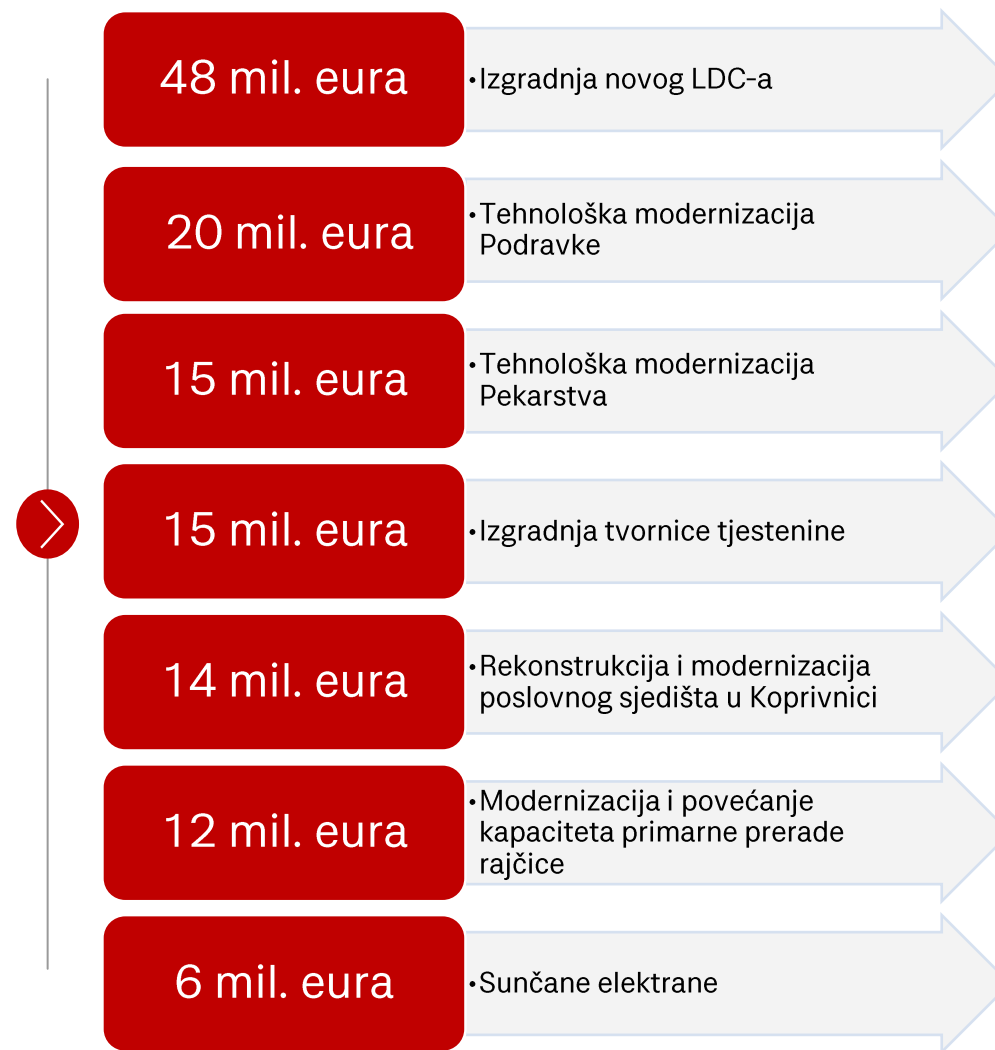 48 mil. eura
•Izgradnja novog LDC-a
20 mil. eura
•Tehnološka modernizacija
Podravke
15 mil. eura
•Tehnološka modernizacija
Pekarstva
15 mil. eura
•Izgradnja tvornice tjestenine
14 mil. eura
•Rekonstrukcija i modernizacija
poslovnog sjedišta u Koprivnici
12 mil. eura
•Modernizacija i povećanje
kapaciteta primarne prerade
rajčice
6 mil. eura
•Sunčane elektrane